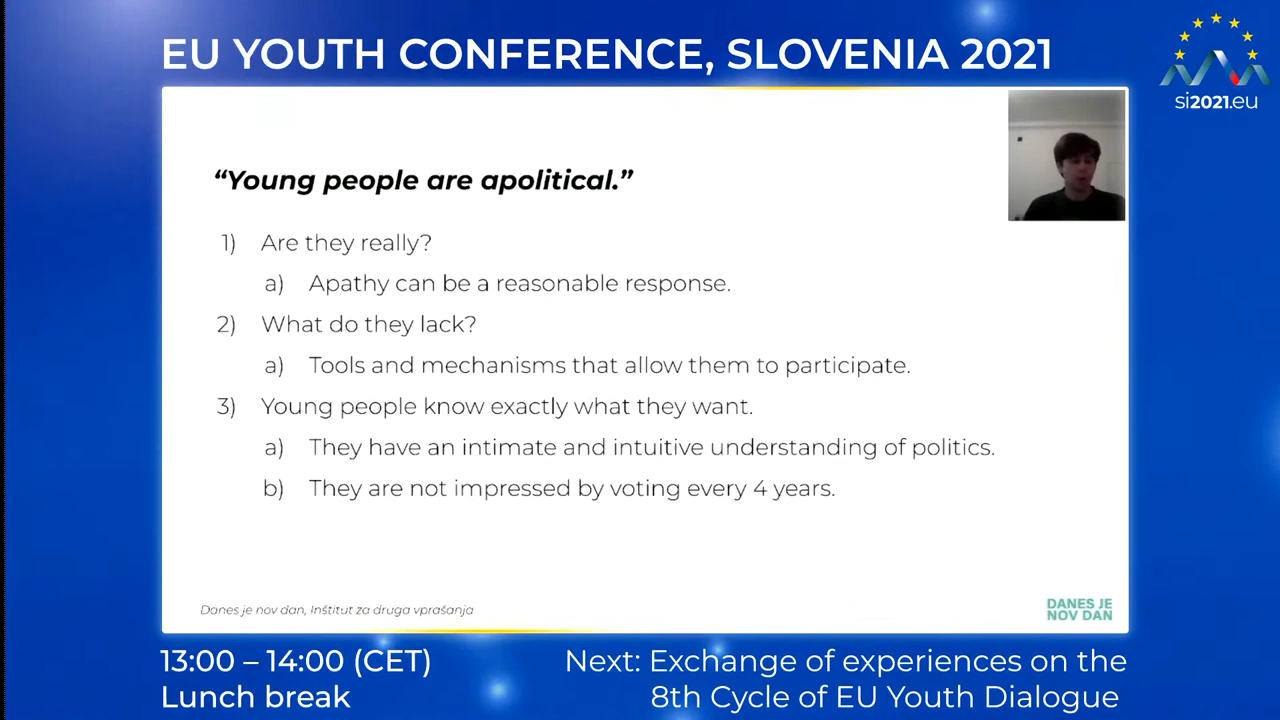 EU YOUTH CONFERENCE, SLOVENIA 2021
si2021.eu
“Young people are apolitical.”
1) Are they really?
a) Apathy can be a reasonable response.
2) What do they lack?
a) Tools and mechanisms that allow them to participate.
3) Young people know exactly what they want.
a) They have an intimate and intuitive understanding of politics.
b) They are not impressed by voting every 4 years.
Danes je nov dan, Inštitut za druga vprašanja
DANES JE
NOV DAN
13:00 – 14:00 (CET)
Lunch break
Next: Exchange of experiences on the
8th Cycle of EU Youth Dialogue